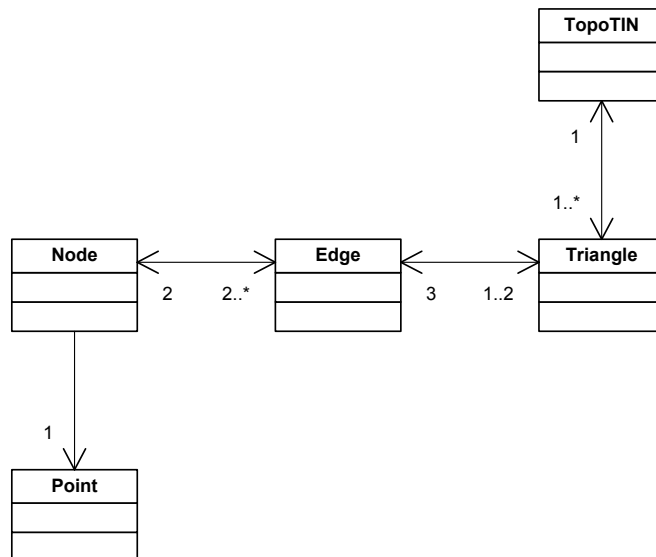 TopoTIN
1
1..*
Node
Edge
Triangle
2
2..*
3
1..2
1
Point